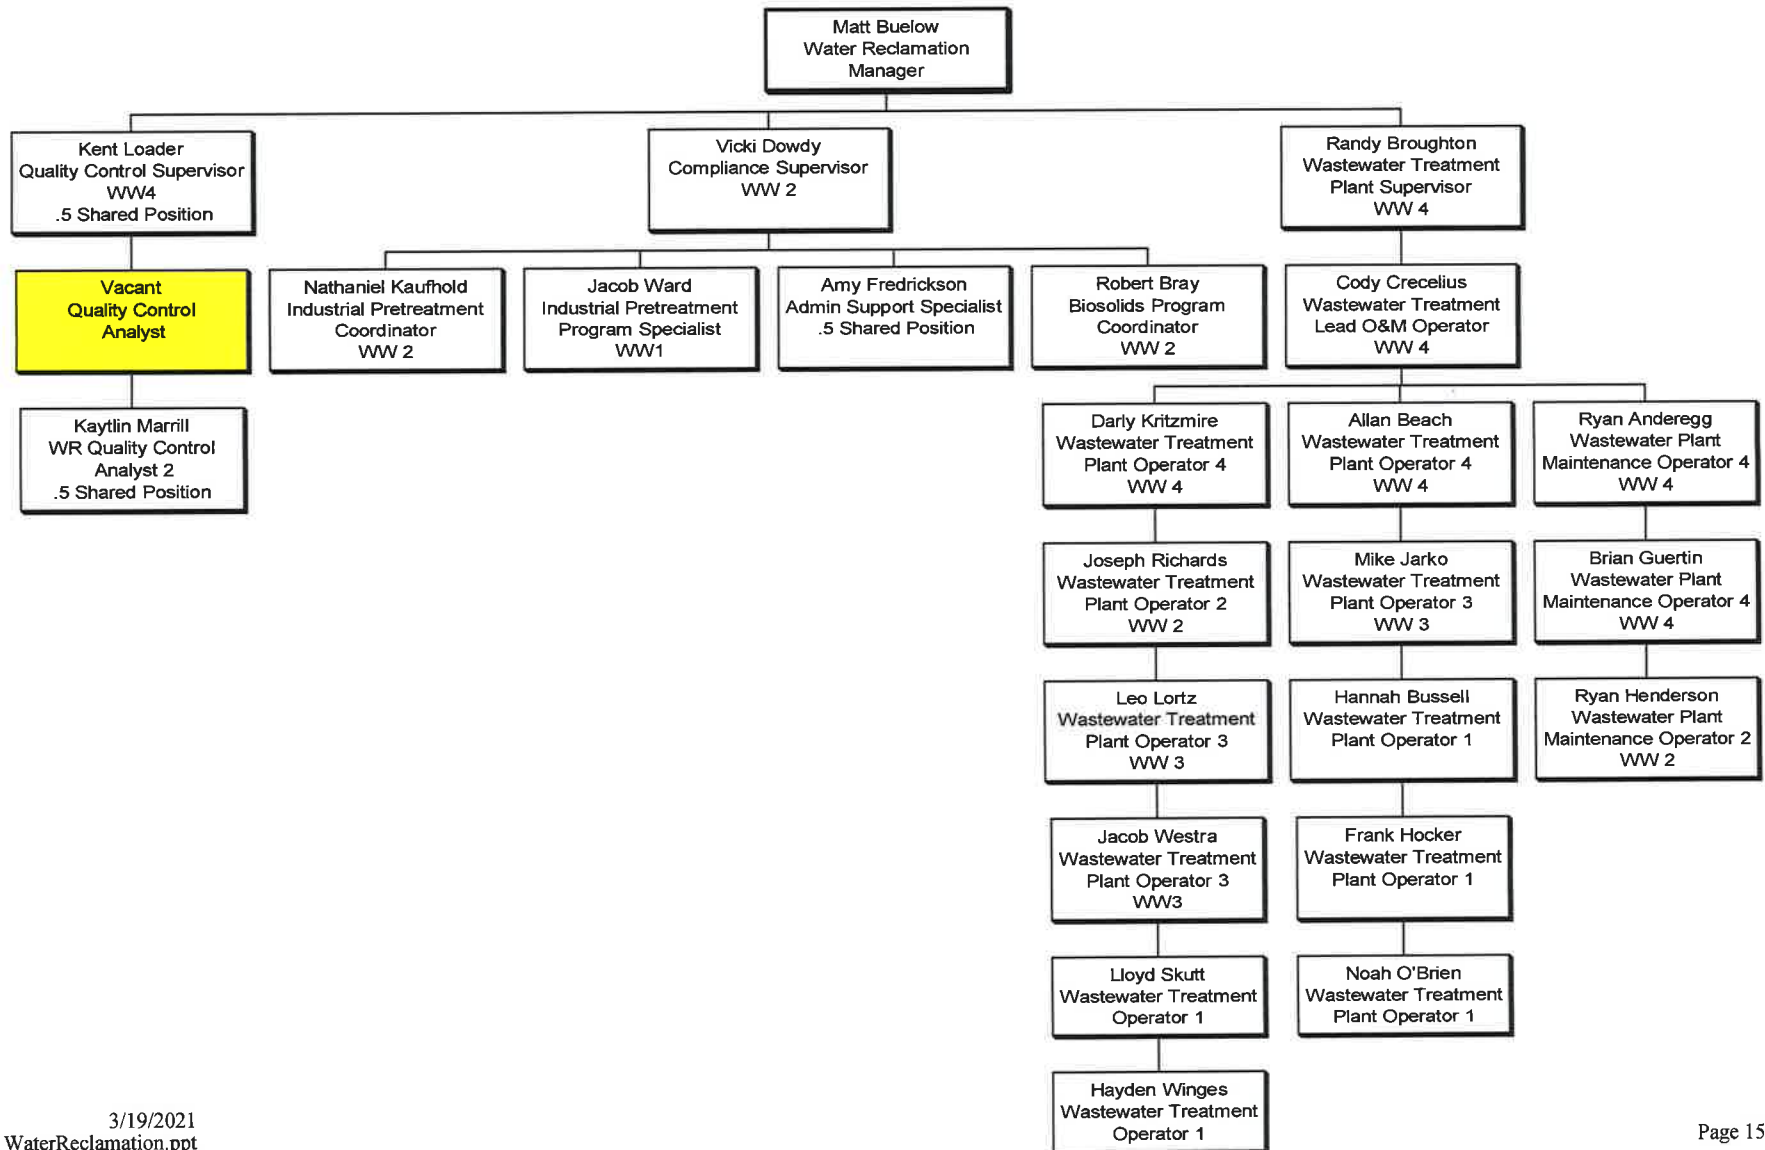 Matt Buelow
Water Reclamation
Manager
Kent Loader
Quality Control Supervisor
WW4
.5 Shared Position
Vicki Dowdy
Compliance Supervisor
WW 2
Randy Broughton
Wastewater Treatment
Plant Supervisor
WW 4
Vacant
Quality Control
Analyst
Nathaniel Kaufhold
Industrial Pretreatment
Coordinator
WW 2
Jacob Ward
Industrial Pretreatment
Program Specialist
WW1
Amy Fredrickson
Admin Support Specialist
.5 Shared Position
Robert Bray
Biosolids Program
Coordinator
WW 2
Cody Crecelius
Wastewater Treatment
Lead O&M Operator
WW 4
Kaytlin Marrill
WR Quality Control
Analyst 2
.5 Shared Position
Darly Kritzmire
Wastewater Treatment
Plant Operator 4
WW 4
Allan Beach
Wastewater Treatment
Plant Operator 4
WW 4
Ryan Anderegg
Wastewater Plant
Maintenance Operator 4
WW 4
Joseph Richards
Wastewater Treatment
Plant Operator 2
WW 2
Mike Jarko
Wastewater Treatment
Plant Operator 3
WW 3
Brian Guertin
Wastewater Plant
Maintenance Operator 4
WW 4
Leo Lortz
Wastewater Treatment
Plant Operator 3
WW 3
Hannah Bussell
Wastewater Treatment
Plant Operator 1
Ryan Henderson
Wastewater Plant
Maintenance Operator 2
WW 2
Jacob Westra
Wastewater Treatment
Plant Operator 3
WW3
Frank Hocker
Wastewater Treatment
Plant Operator 1
Lloyd Skutt
Wastewater Treatment
Operator 1
Noah O'Brien
Wastewater Treatment
Plant Operator 1
Hayden Winges
Wastewater Treatment
Operator 1
3/19/2021
WaterReclamation.ppt
Page 15